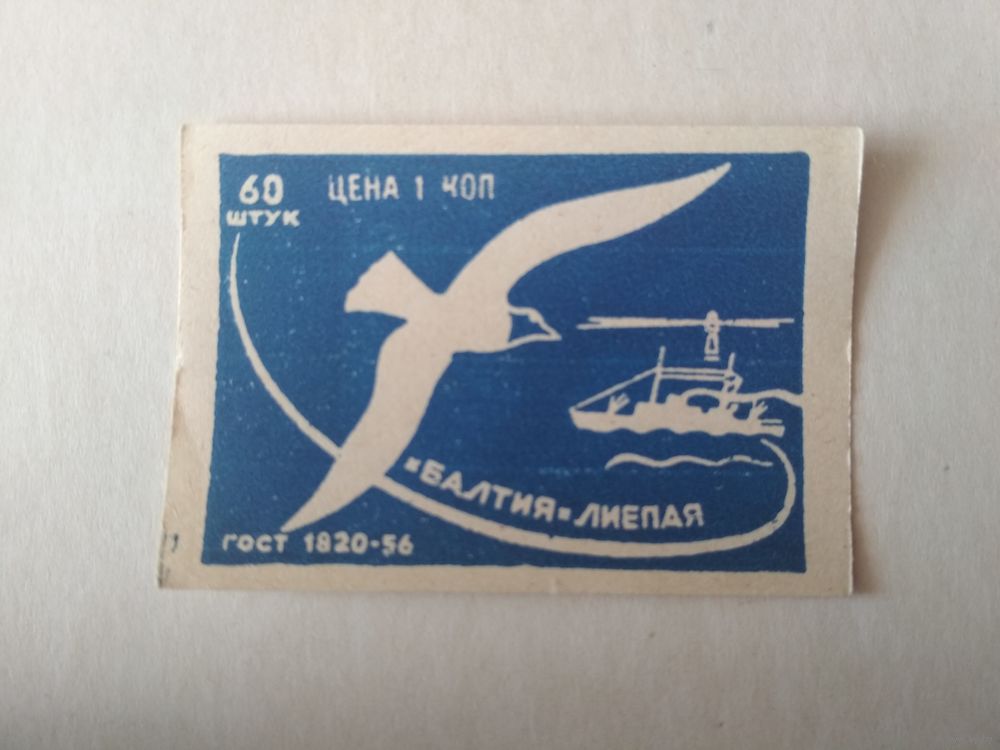 60
ШТУК
ЦЕНА 1 КОП
"БАЛТИЯ" ЛИЕПАЯ
ГОСТ 1820-56